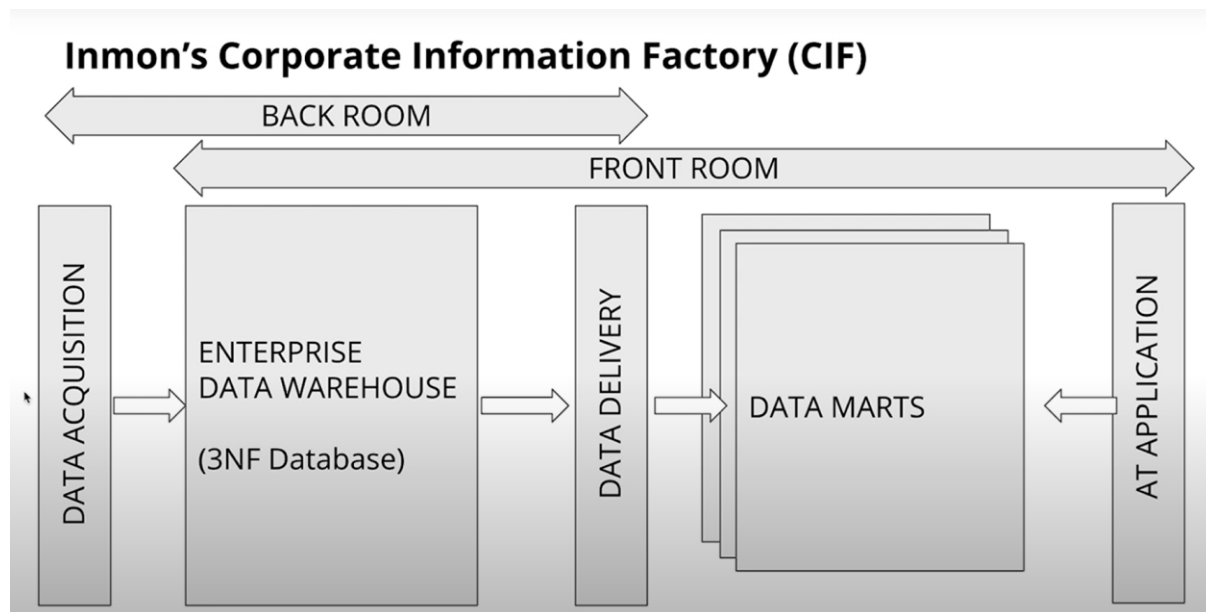 Inmon's Corporate Information Factory (CIF)
BACK ROOM
FRONT ROOM
DATA ACQUISITION
ENTERPRISE
DATA WAREHOUSE
(3NF Database)
DATA DELIVERY
DATA MARTS
AT APPLICATION